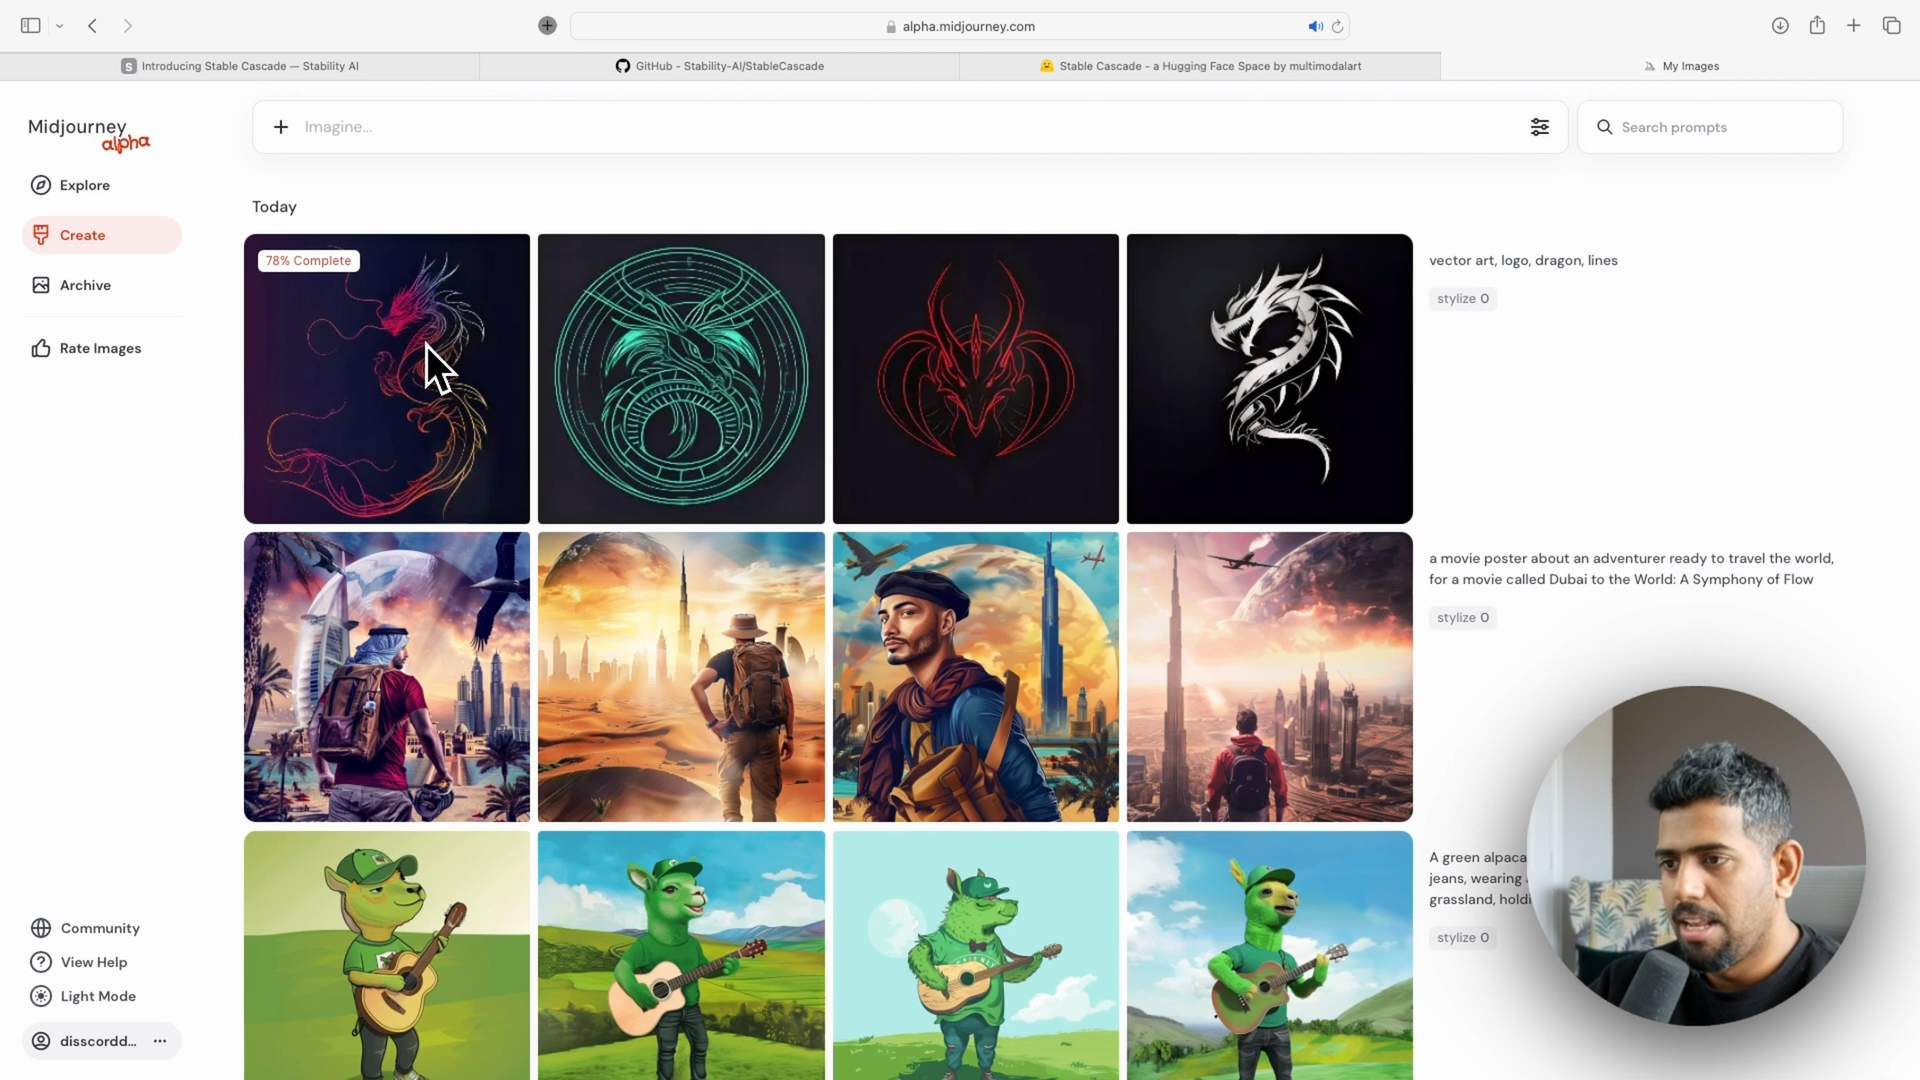 alpha.midjourney.com
Introducing Stable Cascade — Stability AI
GitHub - Stability-AI/StableCascade
Stable Cascade - a Hugging Face Space by multimodalart
My Images
Midjourney
alpha
Imagine...
Search prompts
Explore
Create
Archive
Rate Images
Today
78% Complete
vector art, logo, dragon, lines
stylize 0
a movie poster about an adventurer ready to travel the world,
for a movie called Dubai to the World: A Symphony of Flow
stylize 0
A green alpaca
jeans, wearing
grassland,
stylize 0
Community
View Help
Light Mode
disscordd...